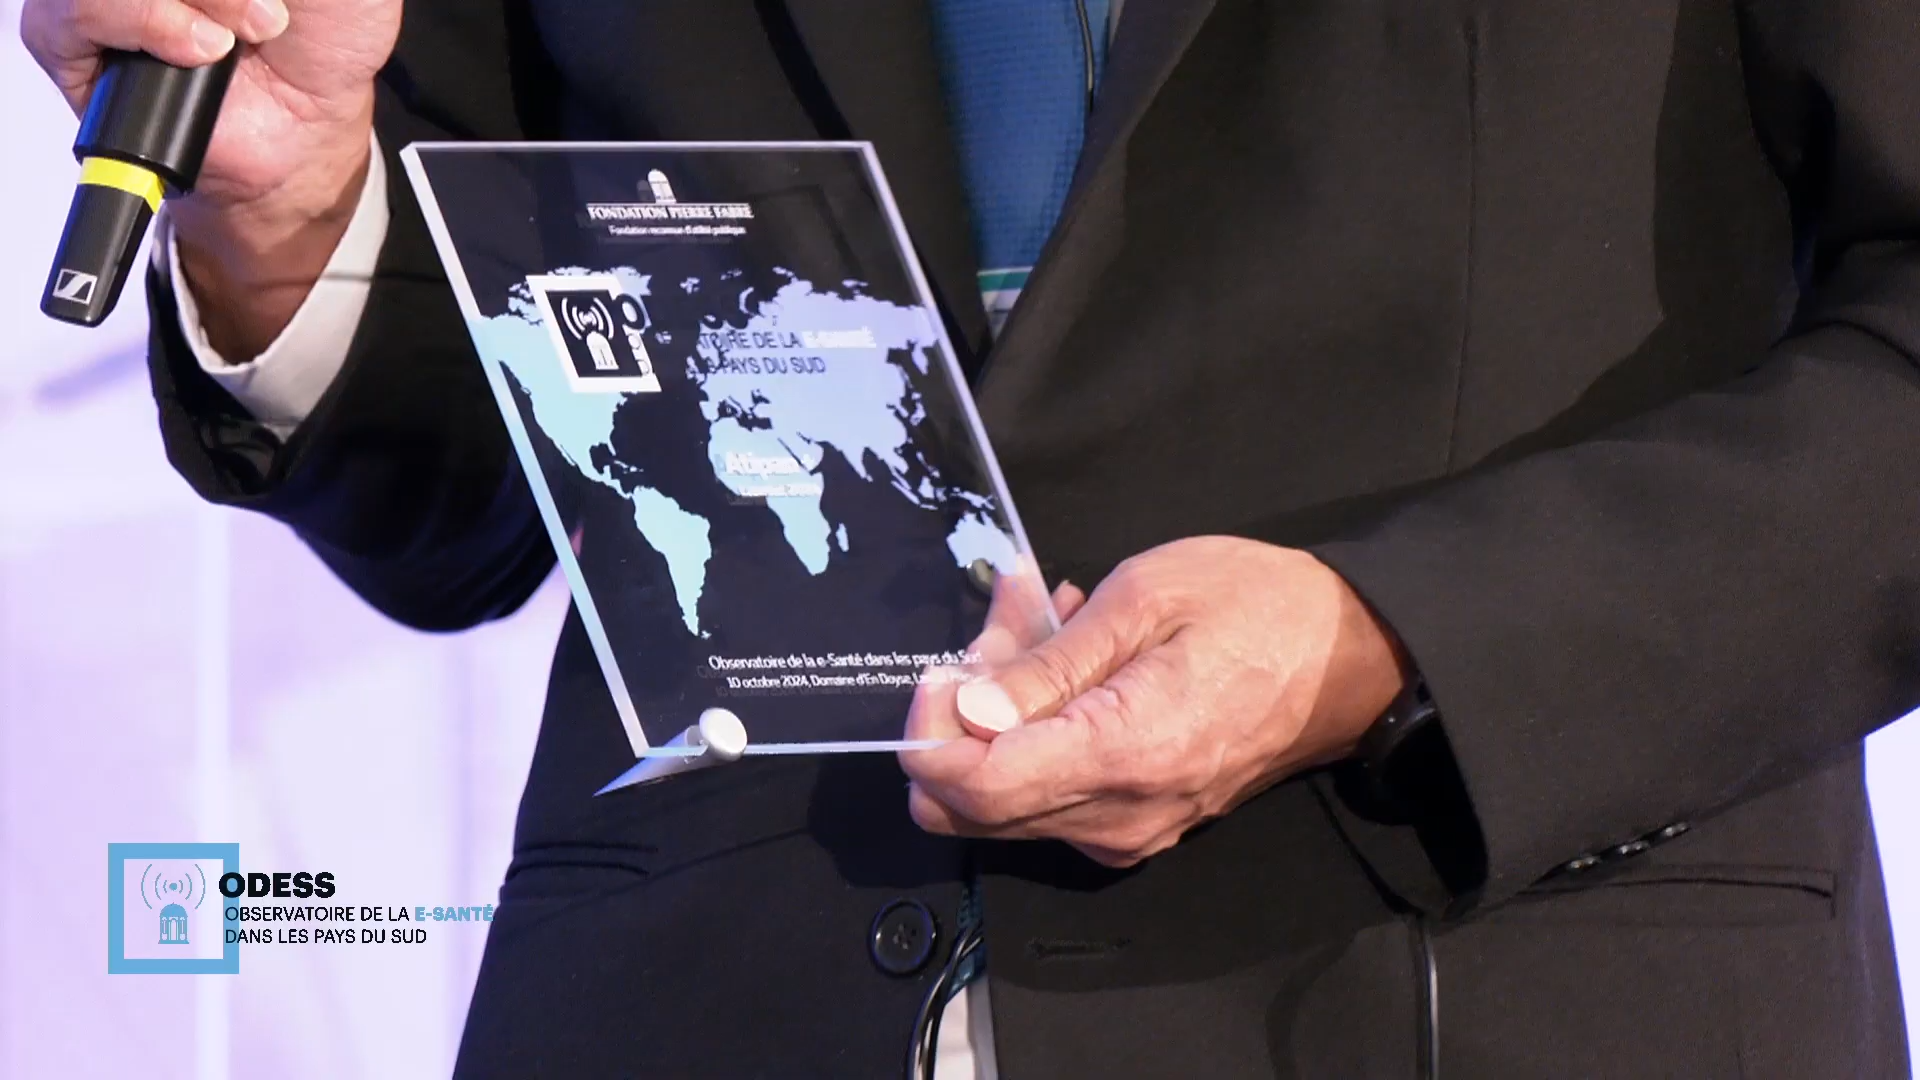 FONDATION PIERRE FABRE
Fondation reconnue d'utilité publique
ATOIRE DE LA E-SANTÉ
PAYS DU SUD
Observatoire de la e-Santé dans les pays du Sud
10 octobre 2024, Domaine d'En Doyse,
ODESS
OBSERVATOIRE DE LA E-SANTÉ
DANS LES PAYS DU SUD